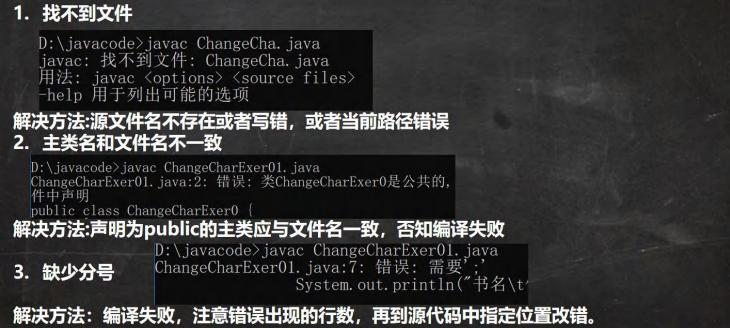 1. 找不到文件
D:\javacode>javac ChangeCha.java
javac: 找不到文件: ChangeCha.java
用法: javac <options> <source files>
-help 用于列出可能的选项
解决方法:源文件名不存在或者写错，或者当前路径错误
2. 主类名和文件名不一致
D:\javacode>javac ChangeCharExer01.java
ChangeCharExer01.java:2: 错误: 类ChangeCharExer0是公共的,
件中声明
public class ChangeCharExer0 {
解决方法:声明为public的主类应与文件名一致，否知编译失败
D:\javacode>javac ChangeCharExer01.java
ChangeCharExer01.java:7: 错误: 需要';'
3. 缺少分号
System.out.println("书名\t
解决方法：编译失败，注意错误出现的行数，再到源代码中指定位置改错。